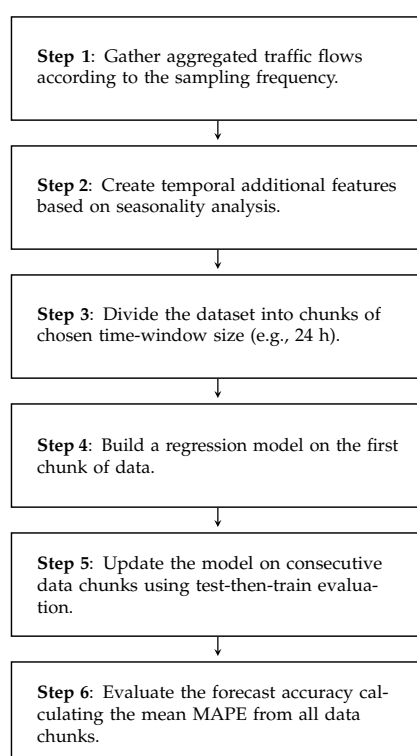 Step 1: Gather aggregated traffic flows
according to the sampling frequency.
Step 2: Create temporal additional features
based on seasonality analysis.
Step 3: Divide the dataset into chunks of
chosen time-window size (e.g., 24 h).
Step 4: Build a regression model on the first
chunk of data.
Step 5: Update the model on consecutive
data chunks using test-then-train evalua-
tion.
Step 6: Evaluate the forecast accuracy cal-
culating the mean MAPE from all data
chunks.